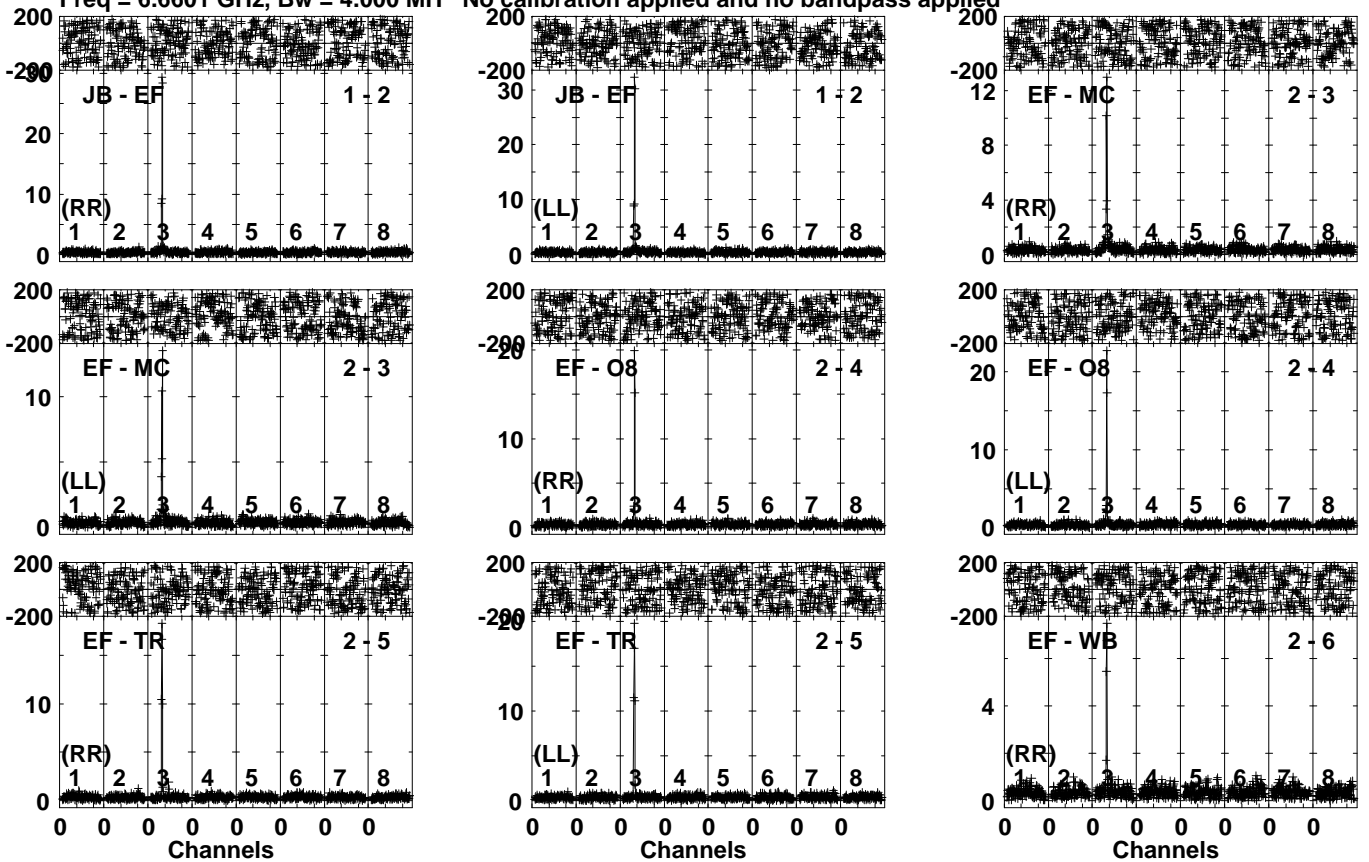 Freq = 6.6601 GHz, Bw = 4.000 MH No calibration applied and no bandpass applied
200 200 200
-200 -200 -200
30
JB - EF 1 - 2 JB - EF 1 - 2 EF - MC 2 - 3
30 12
20 20 8
10 10 4
(RR) (LL) (RR)
1 2 3 4 5 6 7 8 1 2 3 4 5 6 7 8 1 2 3 4 5 6 7 8
0 0 0
200 200 200
-200 -200 -200
20
EF - MC 2 - 3 EF - O8 2 - 4 EF - O8 2 - 4
20
10 10 10
(LL) (RR) (LL)
1 2 3 4 5 6 7 8 1 2 3 4 5 6 7 8 1 2 3 4 5 6 7 8
0 0 0
200 200 200
-200 -200 -200
20
EF - TR 2 - 5 EF - TR 2 - 5 EF - WB 2 - 6
10 10 4
(RR) (LL) (RR)
1 2 3 4 5 6 7 8 1 2 3 4 5 6 7 8 1 2 3 4 5 6 7 8
0 0 0
0 0 0 0 0 0 0 0 0 0 0 0 0 0 0 0 0 0 0 0 0 0 0 0
Channels Channels Channels